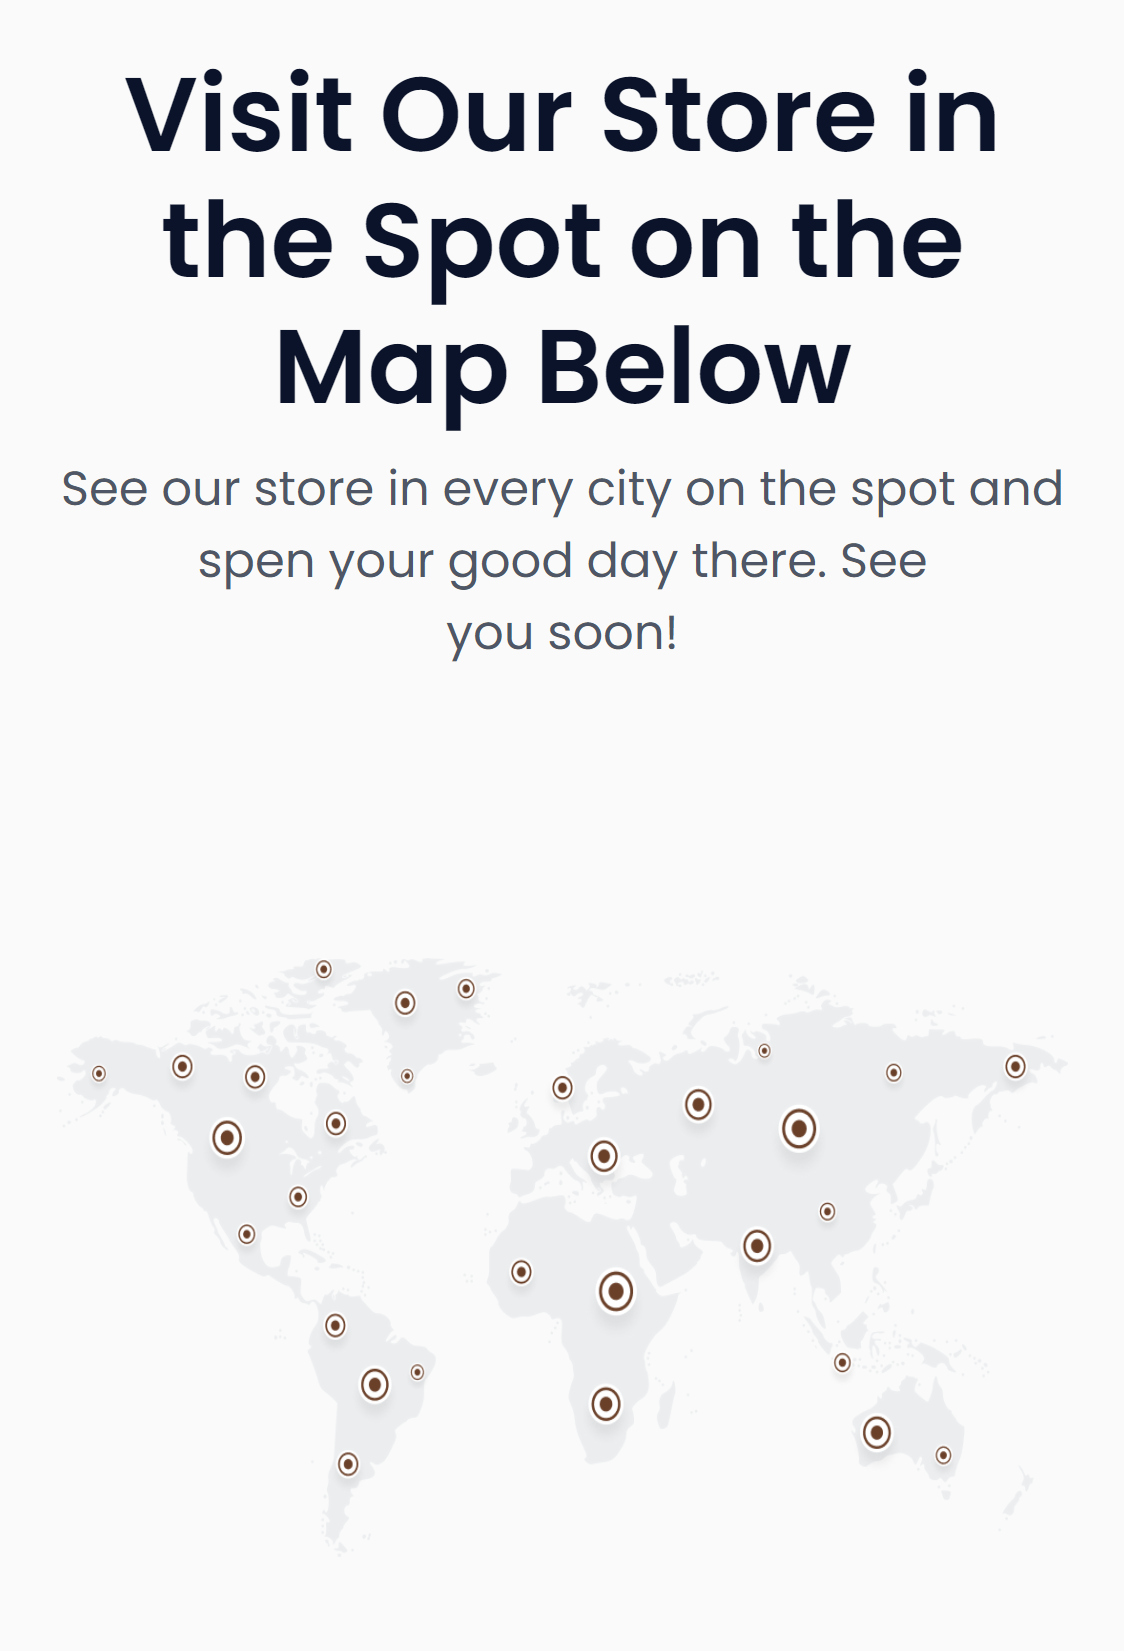 Visit Our Store in
the Spot on the
Map Below
See our store in every city on the spot and
spen your good day there. See
you soon!